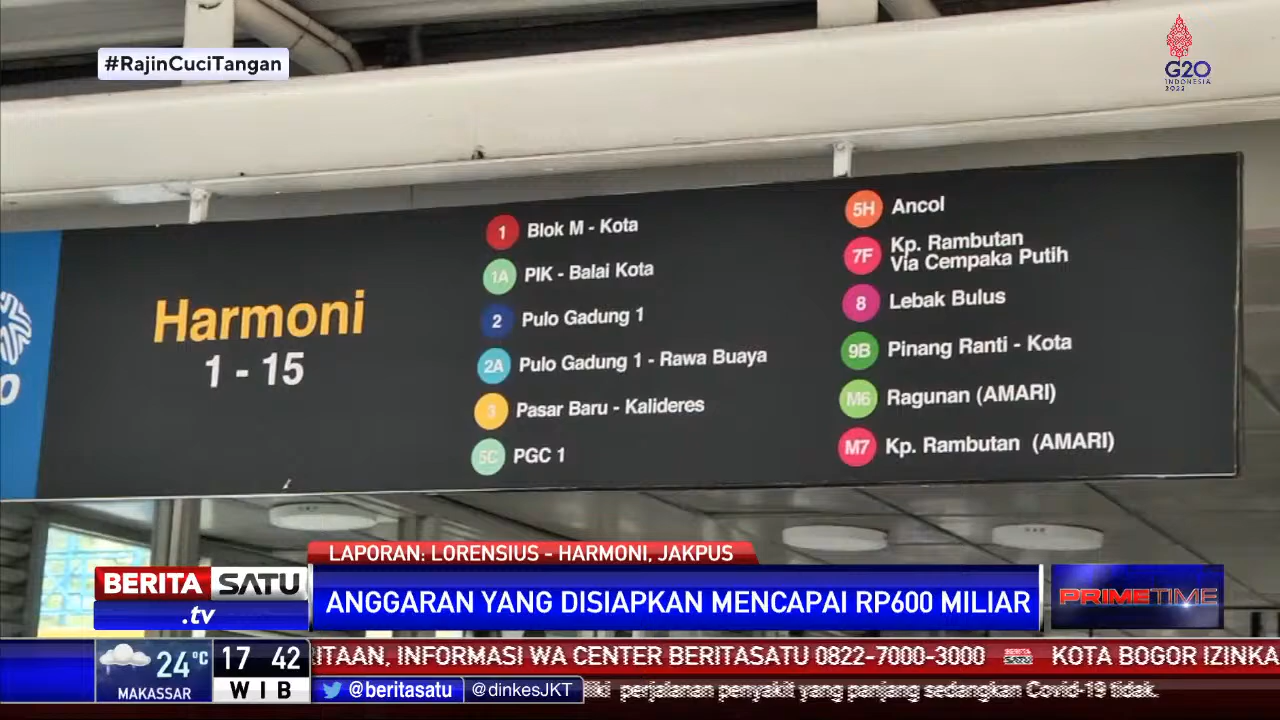 #RajinCuciTangan
G20
INDONESIA
2022
Harmoni
1 - 15
1 Blok M - Kota
1A PIK - Balai Kota
2 Pulo Gadung 1
2A Pulo Gadung 1 - Rawa Buaya
3 Pasar Baru - Kalideres
5C PGC 1
5H Ancol
7F Kp. Rambutan
Via Cempaka Putih
8 Lebak Bulus
9B Pinang Ranti - Kota
M6 Ragunan (AMARI)
M7 Kp. Rambutan (AMARI)
LAPORAN: LORENSIUS - HARMONI, JAKPUS
BERITA SATU
.tv
ANGGARAN YANG DISIAPKAN MENCAPAI RP600 MILIAR
PRIMETIME
24°C
MAKASSAR
17 42
WIB
ITAAN, INFORMASI WA CENTER BERITASATU 0822-7000-3000
KOTA BOGOR IZINKA
@beritasatu
@dinkesJKT
perjalanan penyakit yang panjang sedangkan Covid-19 tidak.